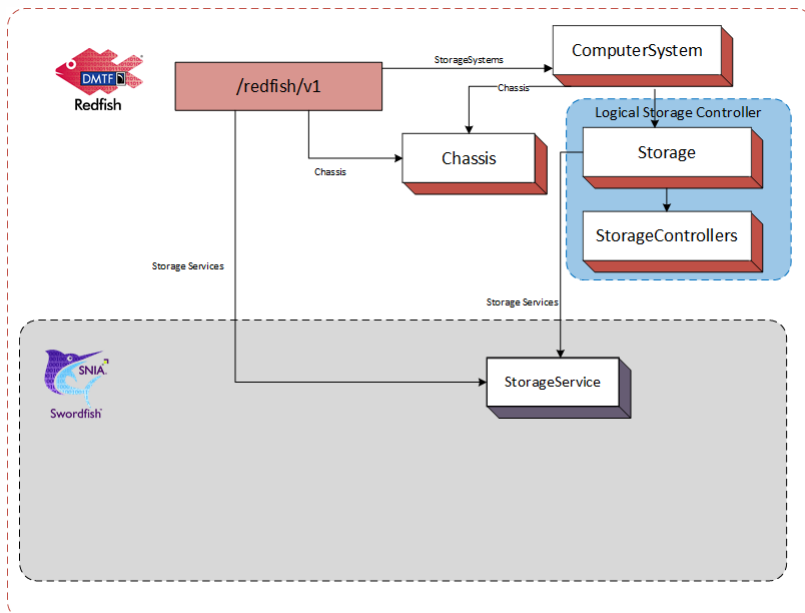 ComputerSystem
StorageSystems
DMTF
Redfish
/redfish/v1
Chassis
Logical Storage Controller
Storage
Chassis
Chassis
StorageControllers
Storage Services
Storage Services
SNIA
Swordfish
StorageService